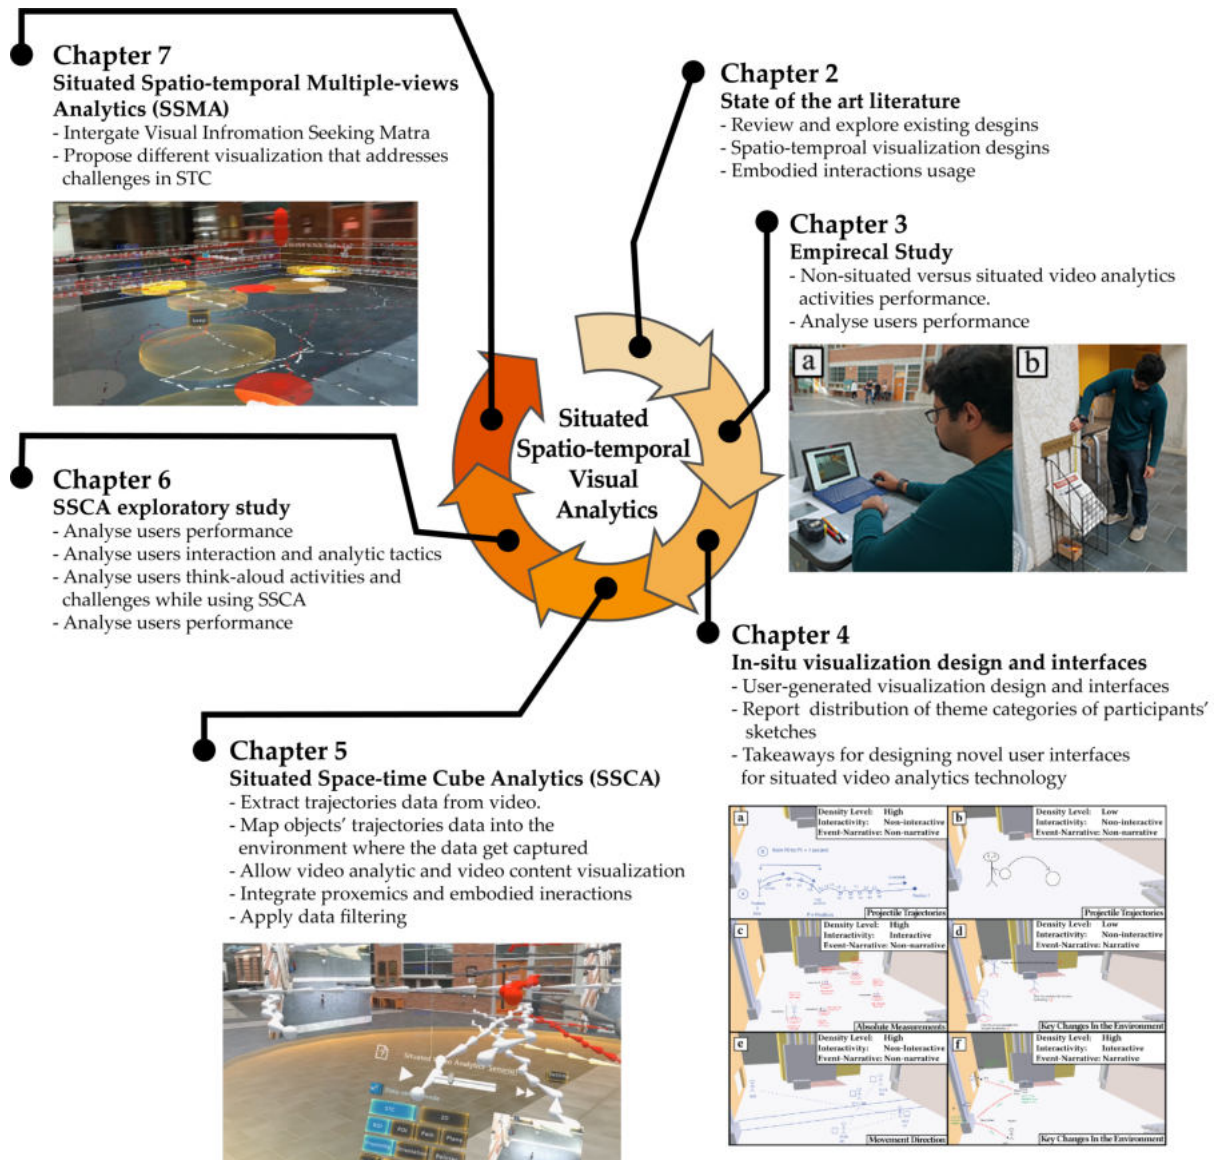 Chapter 7
Situated Spatio-temporal Multiple-views
Analytics (SSMA)
- Intergate Visual Infromation Seeking Matra
- Propose different visualization that addresses
challenges in STC
Chapter 2
State of the art literature
- Review and explore existing desgins
- Spatio-temproal visualization desgins
- Embodied interactions usage
Chapter 3
Empirecal Study
- Non-situated versus situated video analytics
activities performance.
- Analyse users performance
a
b
Situated
Spatio-temporal
Visual
Analytics
Chapter 6
SSCA exploratory study
- Analyse users performance
- Analyse users interaction and analytic tactics
- Analyse users think-aloud activities and
challenges while using SSCA
- Analyse users performance
Chapter 4
In-situ visualization design and interfaces
- User-generated visualization design and interfaces
- Report distribution of theme categories of participants'
sketches
- Takeaways for designing novel user interfaces
for situated video analytics technology
Chapter 5
Situated Space-time Cube Analytics (SSCA)
- Extract trajectories data from video.
- Map objects' trajectories data into the
environment where the data get captured
- Allow video analytic and video content visualization
- Integrate proxemics and embodied ineractions
- Apply data filtering
STC
a
Density Level: High
Interactivity: Non-interactive
Event-Narrative: Non-narrative
Projectile Trajectories
b
Density Level: Low
Interactivity: Non-interactive
Event-Narrative: Non-narrative
Projectile Trajectories
c
Density Level: High
Interactivity: Interactive
Event-Narrative: Non-narrative
Absolute Measurements
d
Density Level: Low
Interactivity: Non-interactive
Event-Narrative: Narrative
Key Changes In the Environment
e
Density Level: High
Interactivity: Non-Interactive
Event-Narrative: Non-narrative
Movement Direction
f
Density Level: High
Interactivity: Interactive
Event-Narrative: Narrative
Key Changes In the Environment